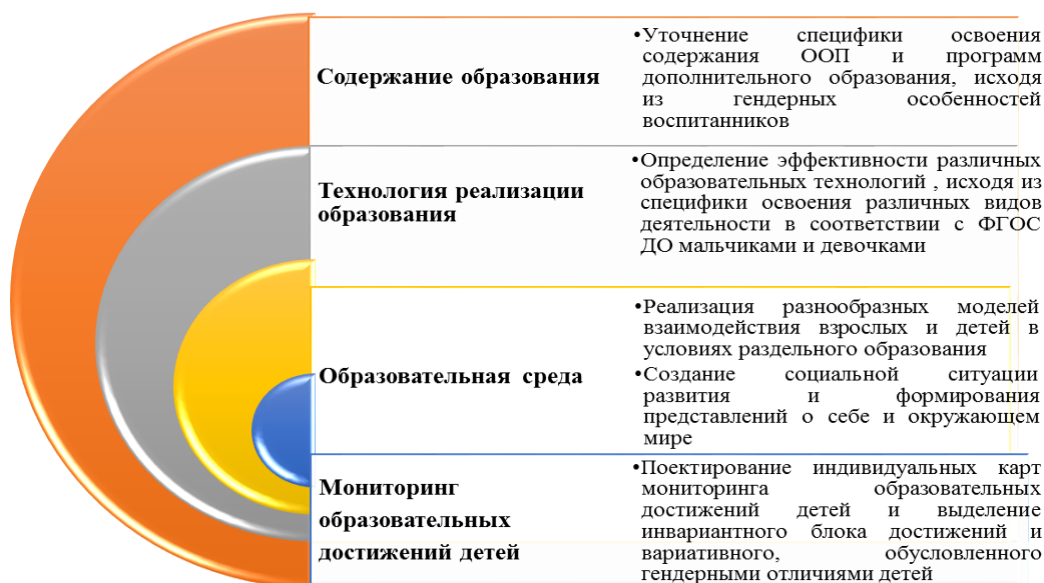 Содержание образования
•Уточнение специфики освоения
содержания ООП и программ
дополнительного образования, исходя
из гендерных особенностей
воспитанников
Технология реализации
образования
•Определение эффективности различных
образовательных технологий , исходя из
специфики освоения различных видов
деятельности в соответствии с ФГОС
ДО мальчиками и девочками
Образовательная среда
•Реализация разнообразных моделей
взаимодействия взрослых и детей в
условиях раздельного образования
•Создание социальной ситуации
развития и формирования
представлений о себе и окружающем
мире
Мониторинг
образовательных
достижений детей
•Поектирование индивидуальных карт
мониторинга образовательных
достижений детей и выделение
инвариантного блока достижений и
вариативного, обусловленного
гендерными отличиями детей